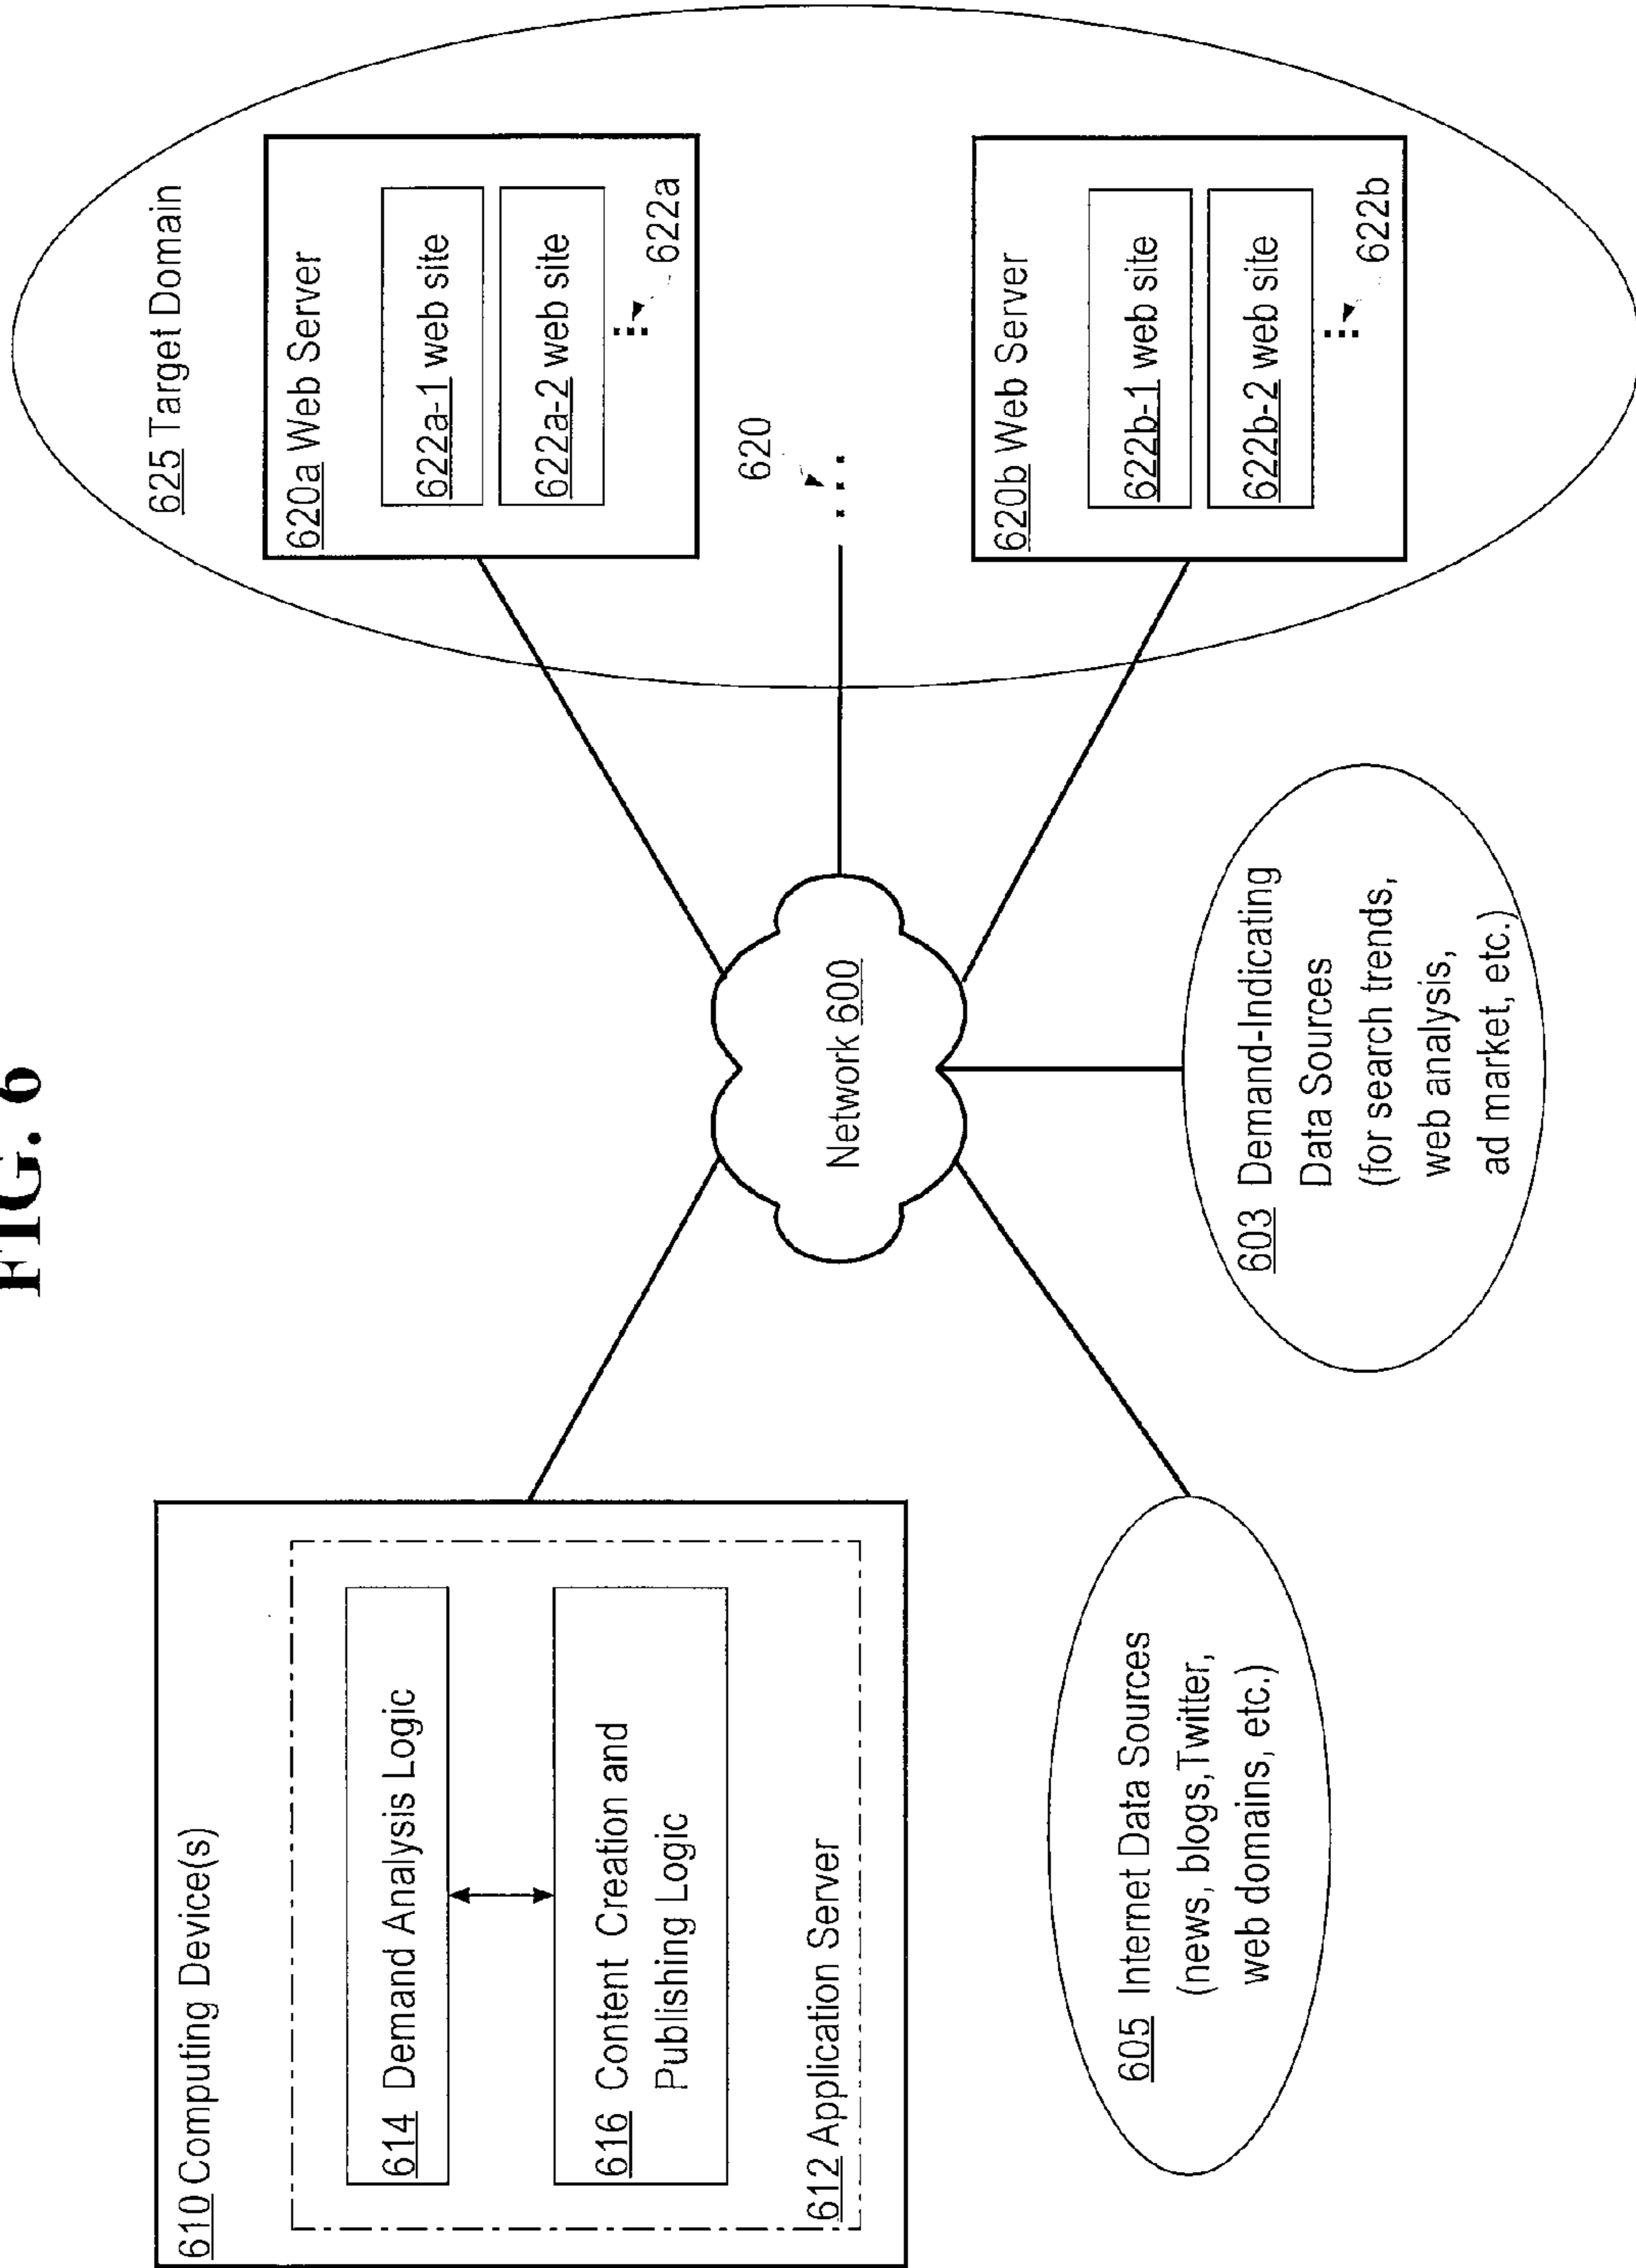 FIG. 6
610 Computing Device(s)
614 Demand Analysis Logic
616 Content Creation and
Publishing Logic
612 Application Server
605 Internet Data Sources
(news, blogs,Twitter,
web domains, etc.)
Network 600
603 Demand-Indicating
Data Sources
(for search trends,
web analysis,
ad market, etc.)
625 Target Domain
620a Web Server
622a-1 web site
622a-2 web site
622a
620
620b Web Server
622b-1 web site
622b-2 web site
622b